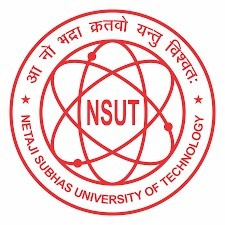 आ नो भद्राः क्रतवो यन्तु विश्वतः
NSUT
NETAJI SUBHAS UNIVERSITY OF TECHNOLOGY